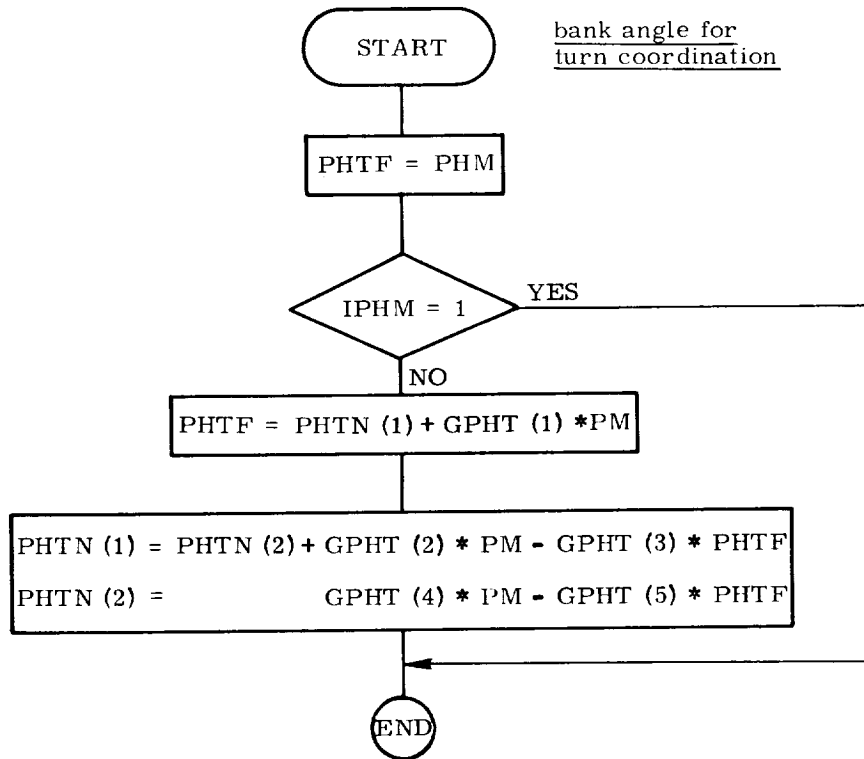 START
bank angle for
turn coordination
PHTF = PHM
IPHM = 1
YES
NO
PHTF = PHTN (1) + GPHT (1) *PM
PHTN (1) = PHTN (2) + GPHT (2) * PM - GPHT (3) * PHTF
PHTN (2) = GPHT (4) * PM - GPHT (5) * PHTF
END